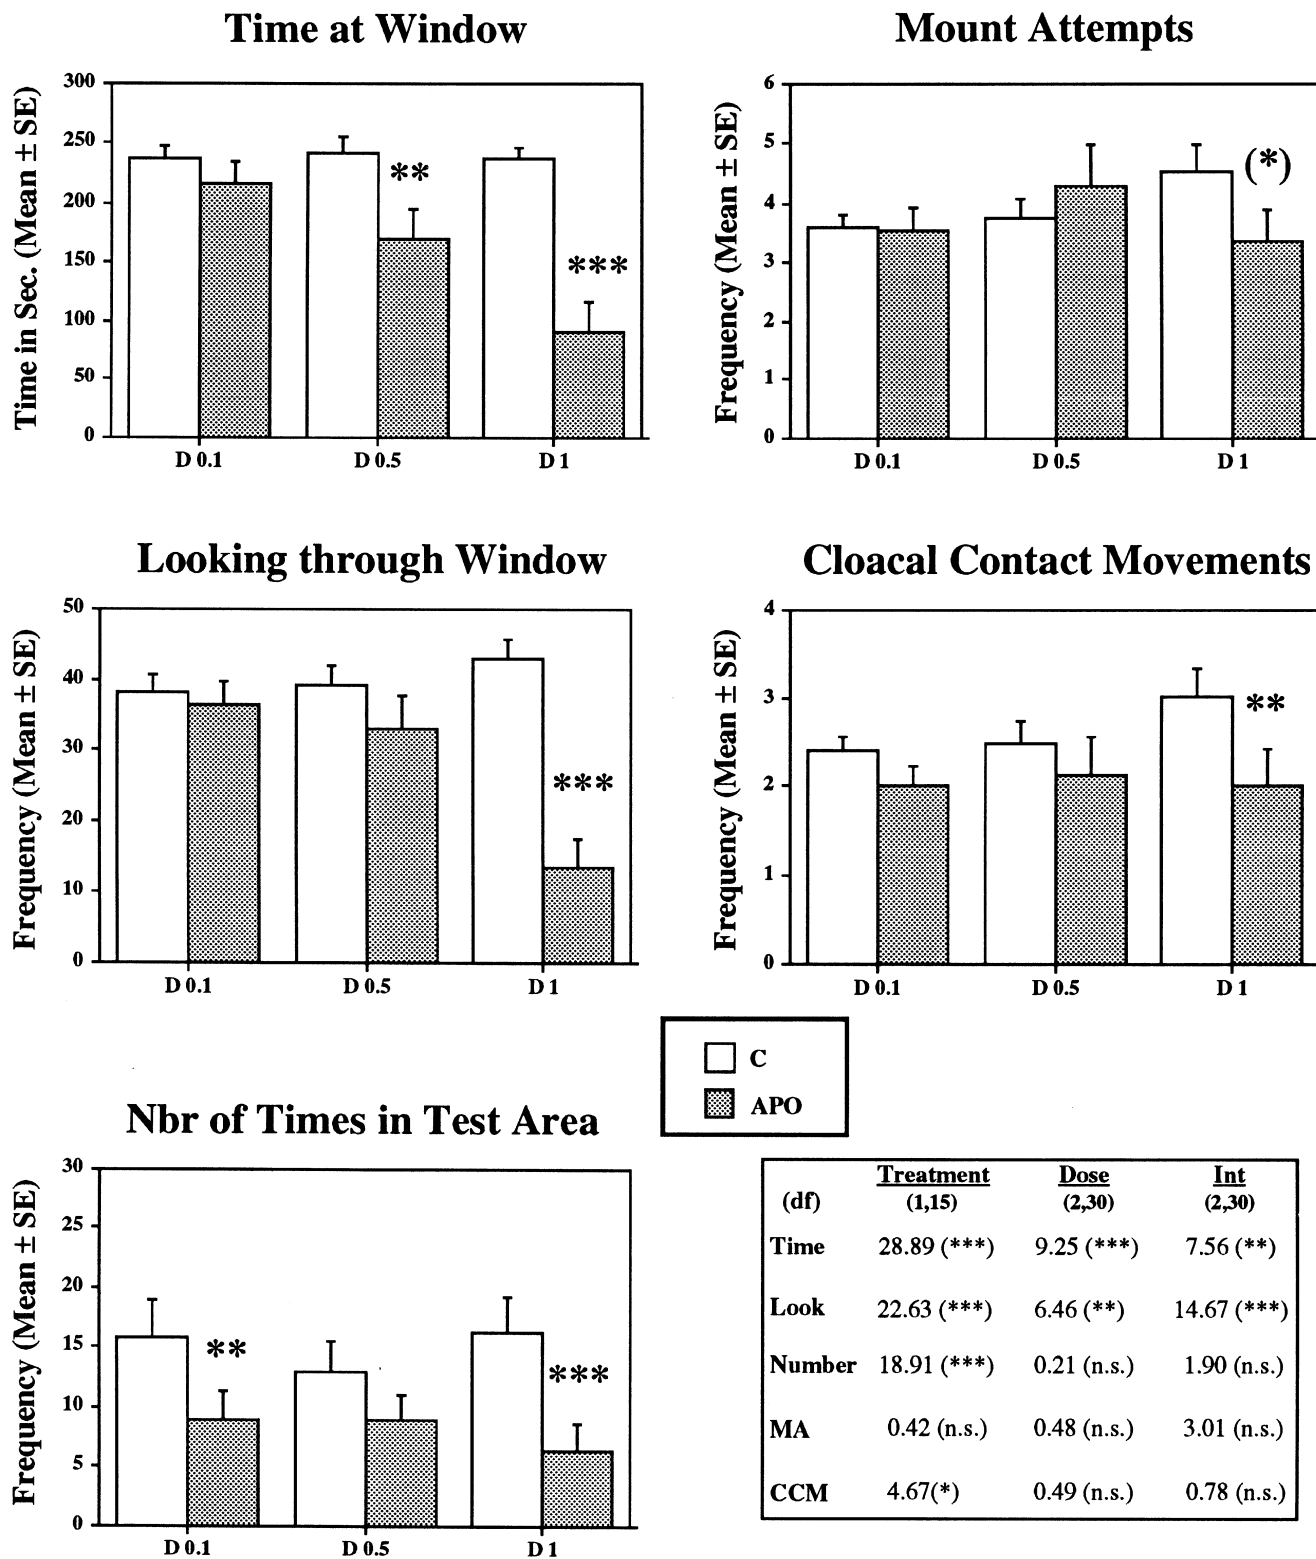 Time at Window
Time in Sec. (Mean ± SE)
300
250
200
150
100
50
0
**
***
D 0.1 D 0.5 D 1
Mount Attempts
Frequency (Mean ± SE)
6
5
4
3
2
1
0
(*)
D 0.1 D 0.5 D 1
Looking through Window
Frequency (Mean ± SE)
50
40
30
20
10
0
***
D 0.1 D 0.5 D 1
Cloacal Contact Movements
Frequency (Mean ± SE)
4
3
2
1
0
**
D 0.1 D 0.5 D 1
C
APO
Nbr of Times in Test Area
Frequency (Mean ± SE)
30
25
20
15
10
5
0
**
***
D 0.1 D 0.5 D 1
Treatment Dose Int
(df) (1,15) (2,30) (2,30)
Time 28.89 (***) 9.25 (***) 7.56 (**)
Look 22.63 (***) 6.46 (**) 14.67 (***)
Number 18.91 (***) 0.21 (n.s.) 1.90 (n.s.)
MA 0.42 (n.s.) 0.48 (n.s.) 3.01 (n.s.)
CCM 4.67(*) 0.49 (n.s.) 0.78 (n.s.)